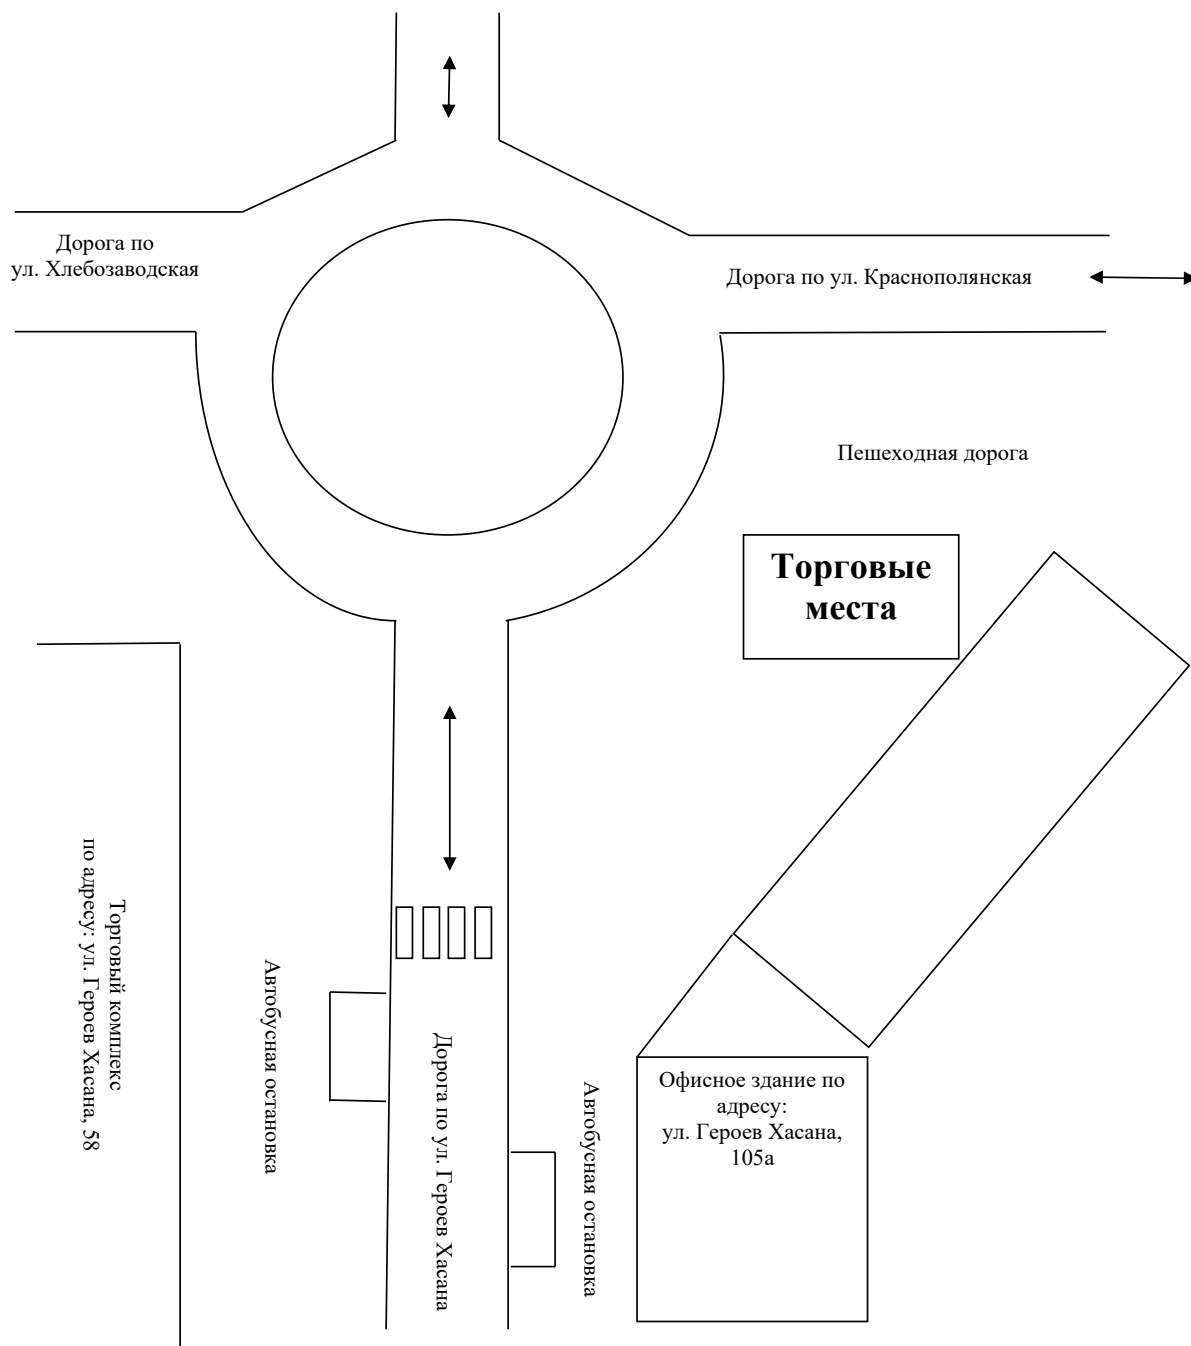 Дорога по
ул. Хлебозаводская
Дорога по ул. Краснополянская
Пешеходная дорога
Торговые
места
Торговый комплекс
по адресу: ул. Героев Хасана, 58
Автобусная остановка
Дорога по ул. Героев Хасана
Автобусная остановка
Офисное здание по
адресу:
ул. Героев Хасана,
105а